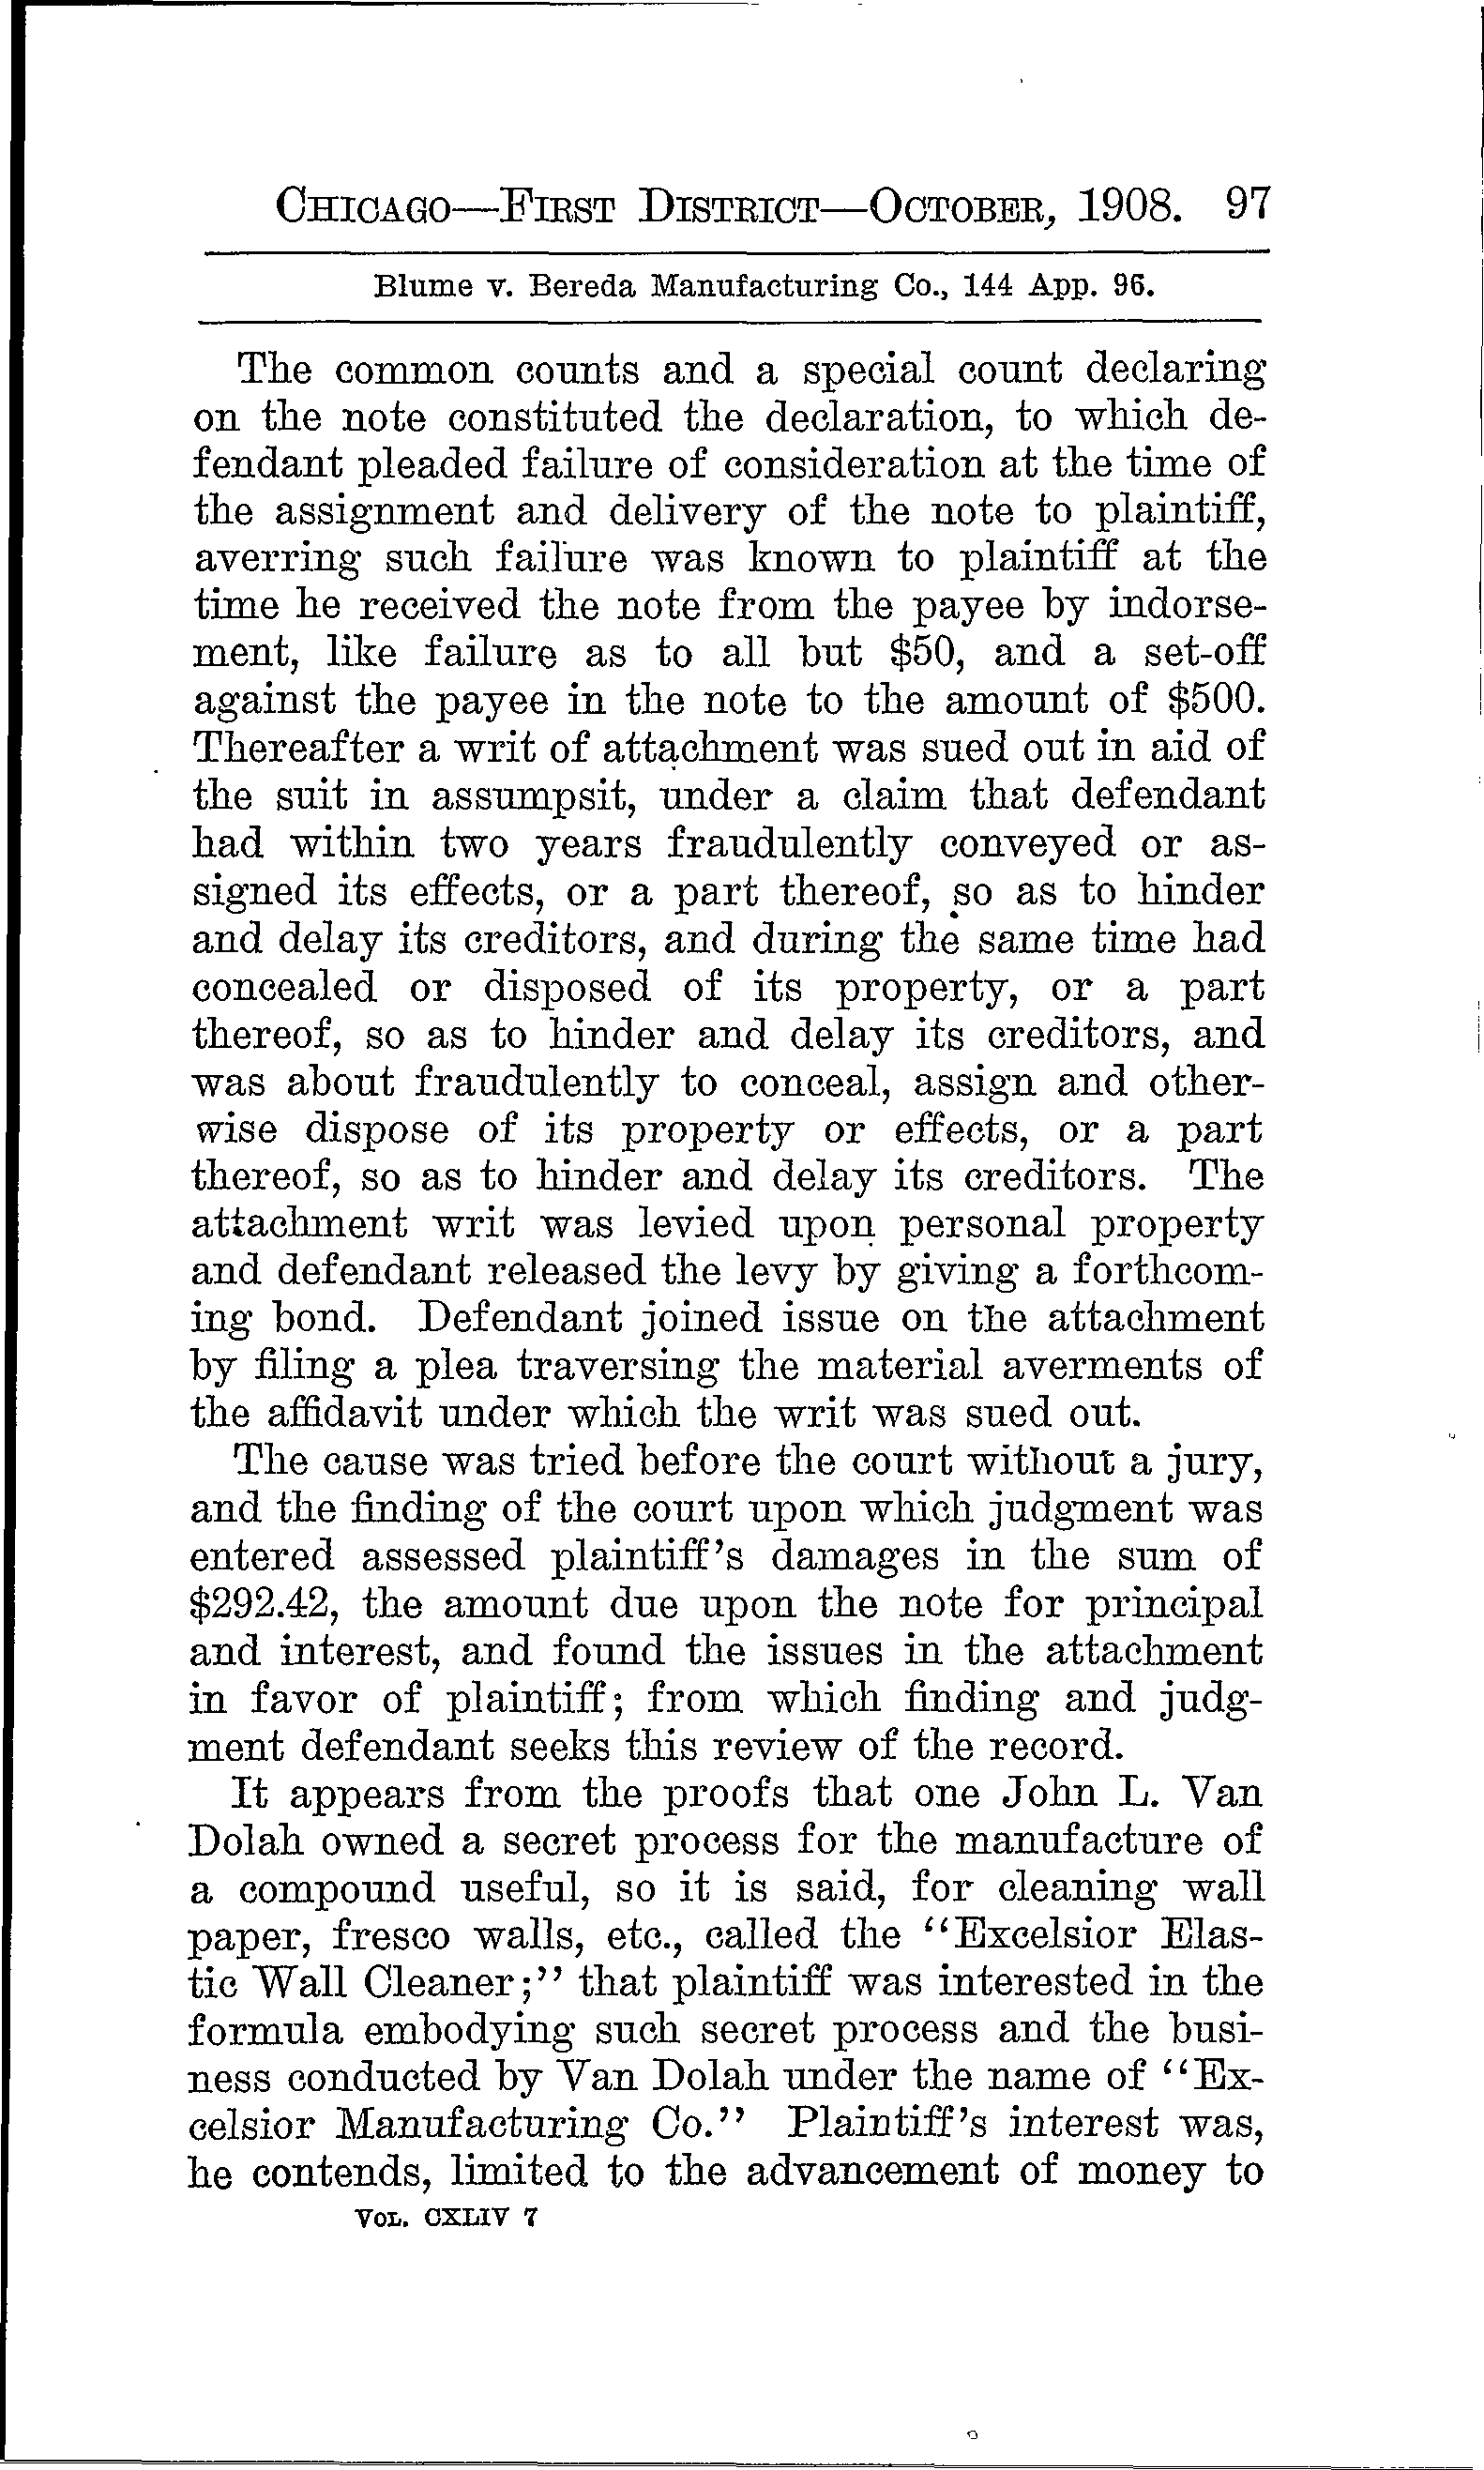 CHICAGO—FIRST DISTRICT—OCTOBER, 1908. 97
Blume v. Bereda Manufacturing Co., 144 App. 96.
The common counts and a special count declaring
on the note constituted the declaration, to which de-
fendant pleaded failure of consideration at the time of
the assignment and delivery of the note to plaintiff,
averring such failure was known to plaintiff at the
time he received the note from the payee by indorse-
ment, like failure as to all but $50, and a set-off
against the payee in the note to the amount of $500.
Thereafter a writ of attachment was sued out in aid of
the suit in assumpsit, under a claim that defendant
had within two years fraudulently conveyed or as-
signed its effects, or a part thereof, so as to hinder
and delay its creditors, and during the same time had
concealed or disposed of its property, or a part
thereof, so as to hinder and delay its creditors, and
was about fraudulently to conceal, assign and other-
wise dispose of its property or effects, or a part
thereof, so as to hinder and delay its creditors. The
attachment writ was levied upon personal property
and defendant released the levy by giving a forthcom-
ing bond. Defendant joined issue on the attachment
by filing a plea traversing the material averments of
the affidavit under which the writ was sued out.
The cause was tried before the court without a jury,
and the finding of the court upon which judgment was
entered assessed plaintiff's damages in the sum of
$292.42, the amount due upon the note for principal
and interest, and found the issues in the attachment
in favor of plaintiff; from which finding and judg-
ment defendant seeks this review of the record.
It appears from the proofs that one John L. Van
Dolah owned a secret process for the manufacture of
a compound useful, so it is said, for cleaning wall
paper, fresco walls, etc., called the "Excelsior Elas-
tic Wall Cleaner;" that plaintiff was interested in the
formula embodying such secret process and the busi-
ness conducted by Van Dolah under the name of "Ex-
celsior Manufacturing Co." Plaintiff's interest was,
he contends, limited to the advancement of money to
VOL. CXLIV 7